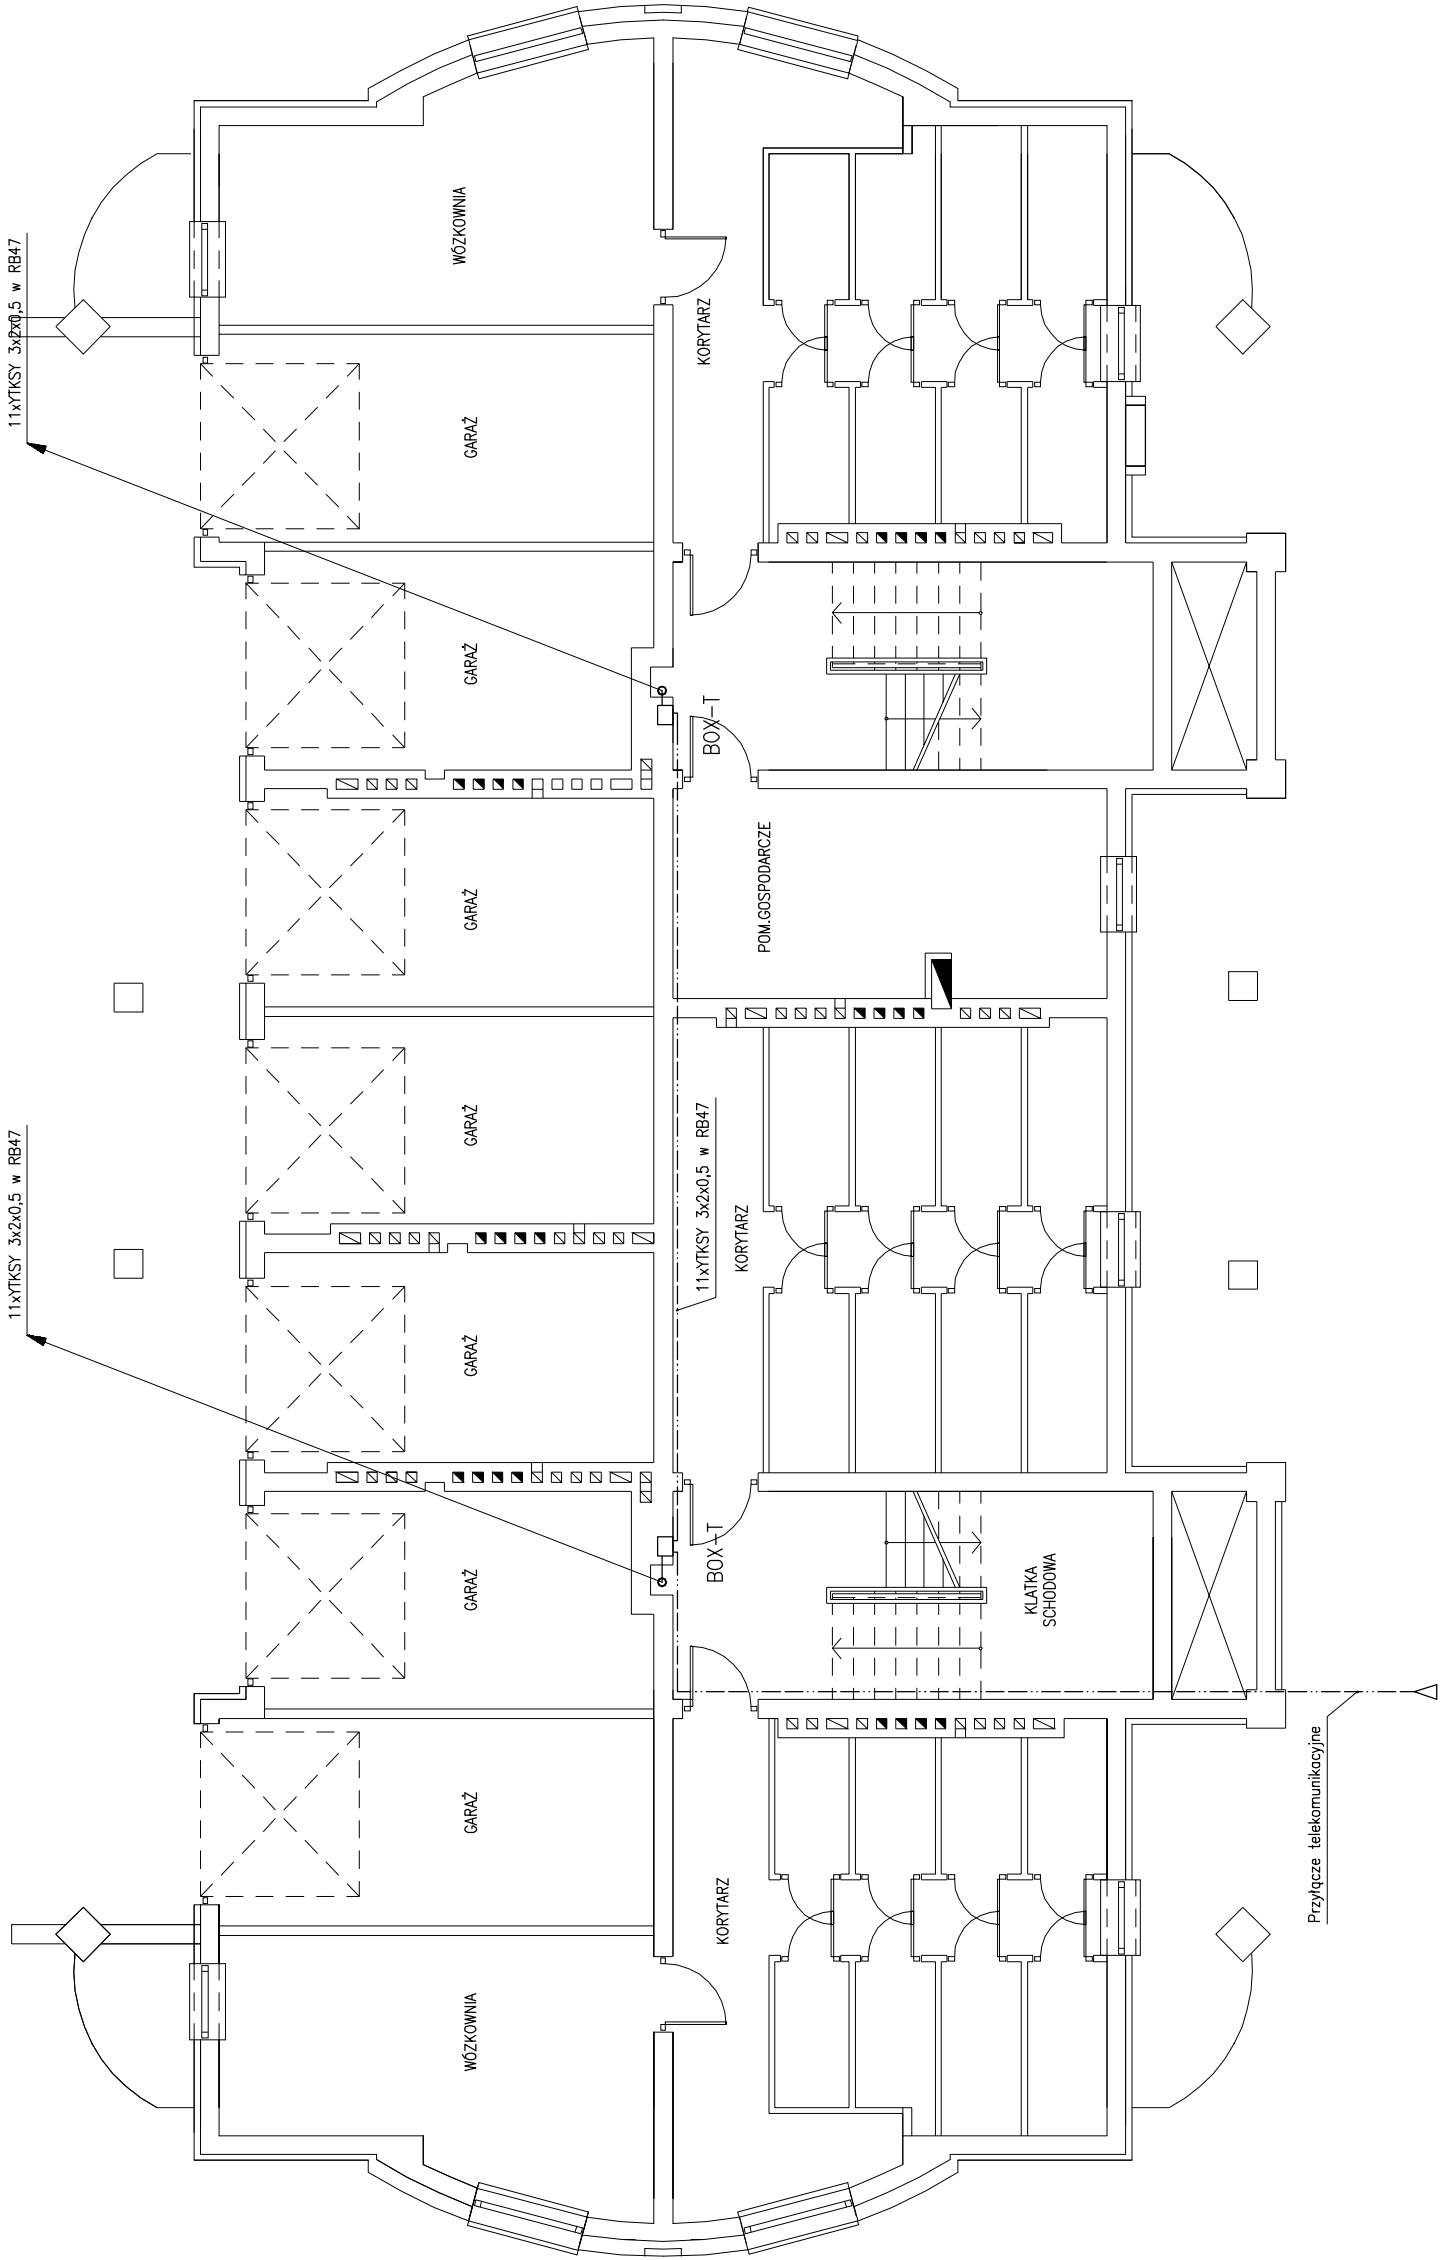 11xYTKSY 3x2x0,5 w RB47
WÓZKOWNIA
KORYTARZ
GARAŻ
GARAŻ
BOX-T
GARAŻ
POM.GOSPODARCZE
GARAŻ
11xYTKSY 3x2x0,5 w RB47
11xYTKSY 3x2x0,5 w RB47
KORYTARZ
GARAŻ
GARAŻ
BOX-T
KLATKA
SCHODOWA
GARAŻ
Przyłącze telekomunikacyjne
KORYTARZ
WÓZKOWNIA